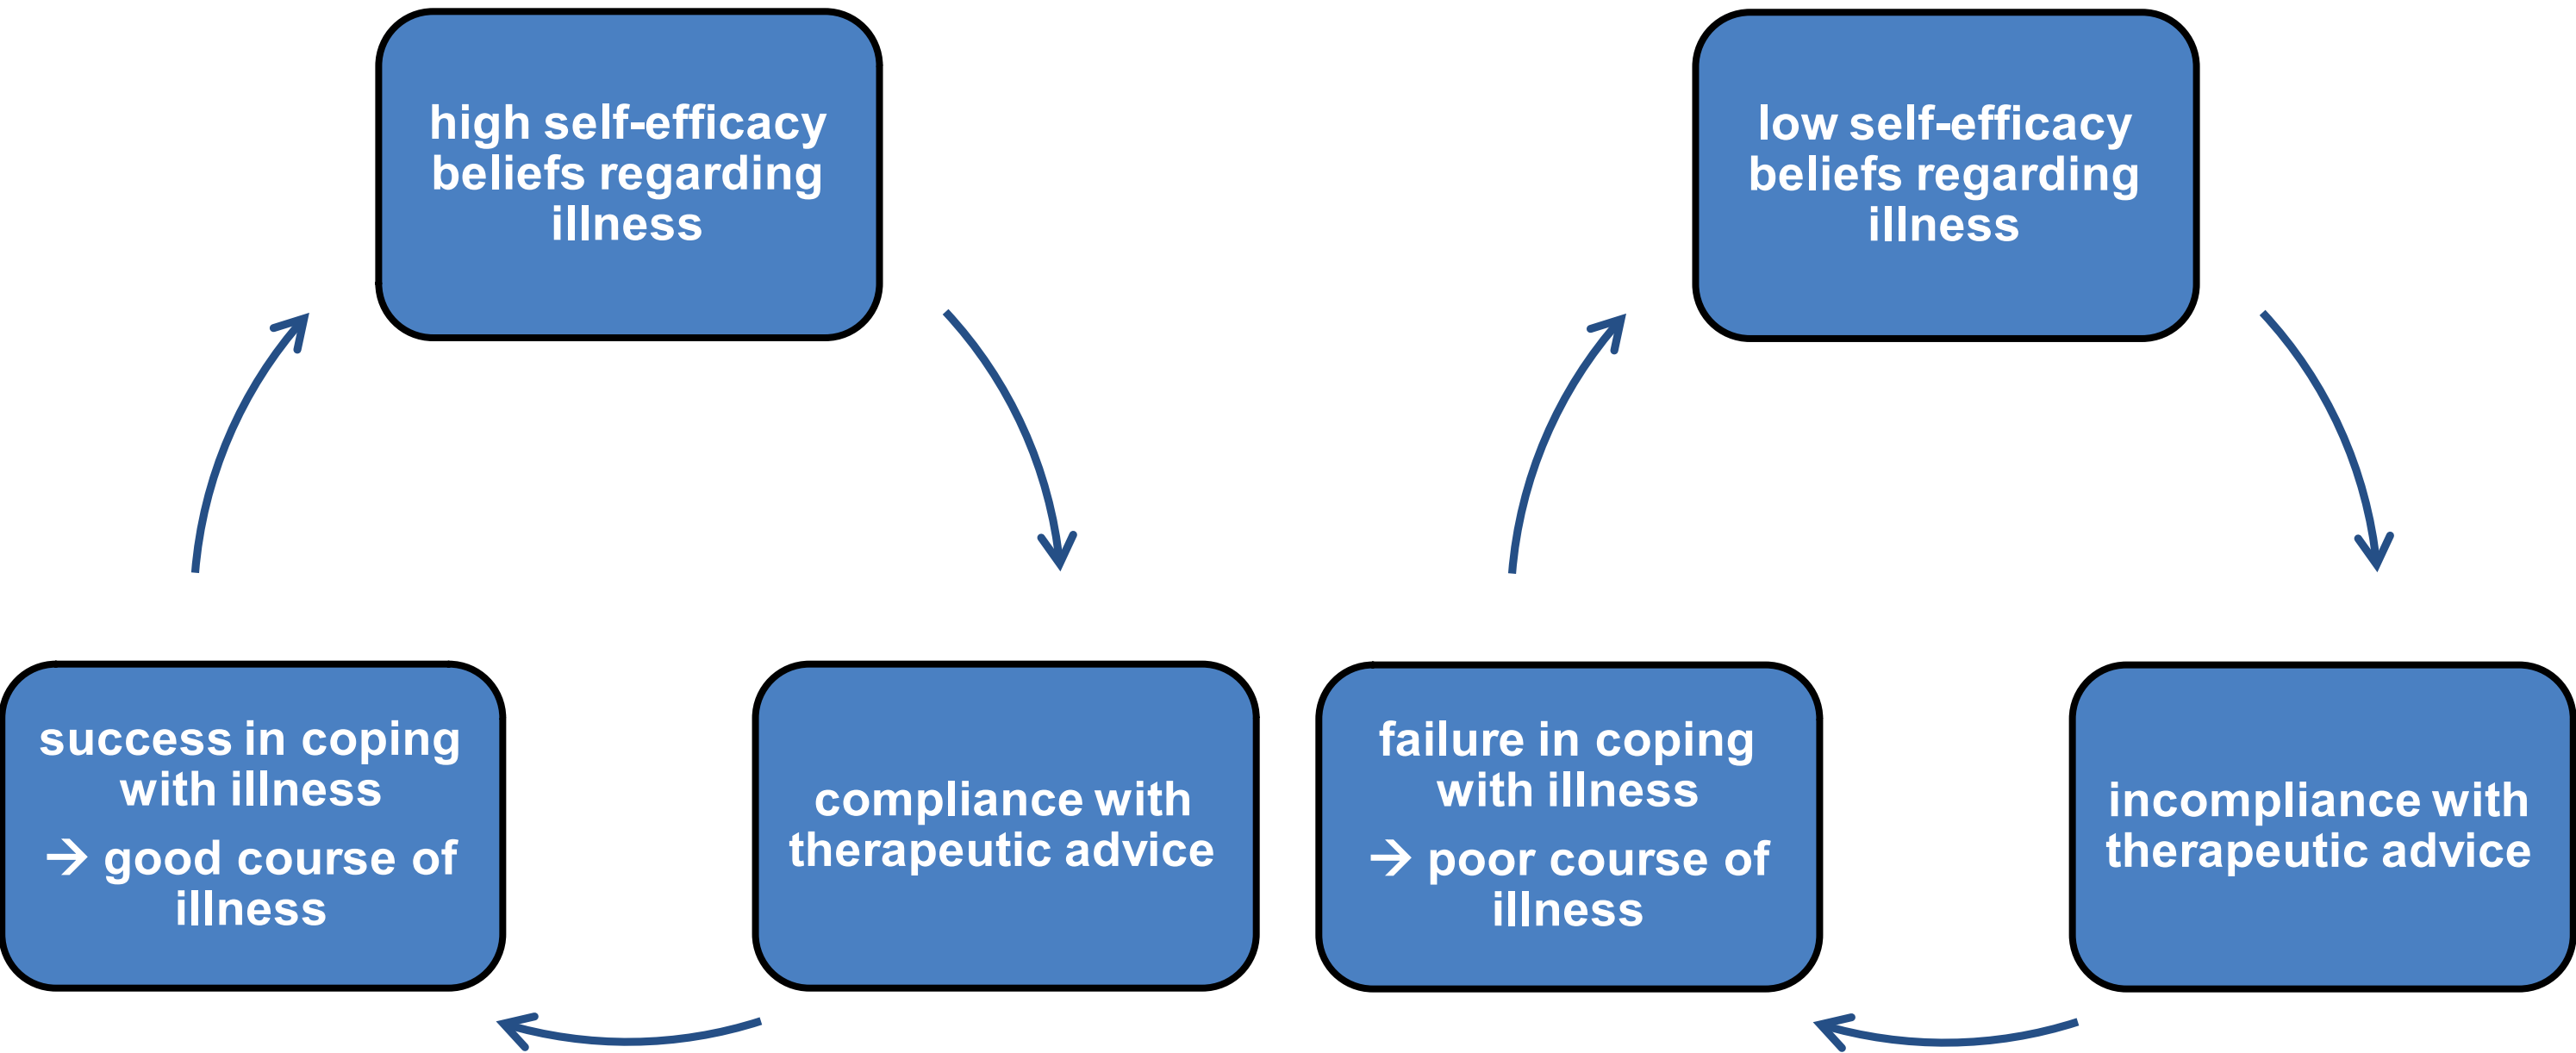 high self-efficacy
beliefs regarding
illness
low self-efficacy
beliefs regarding
illness
success in coping
with illness
→ good course of
illness
compliance with
therapeutic advice
failure in coping
with illness
→ poor course of
illness
incompliance with
therapeutic advice